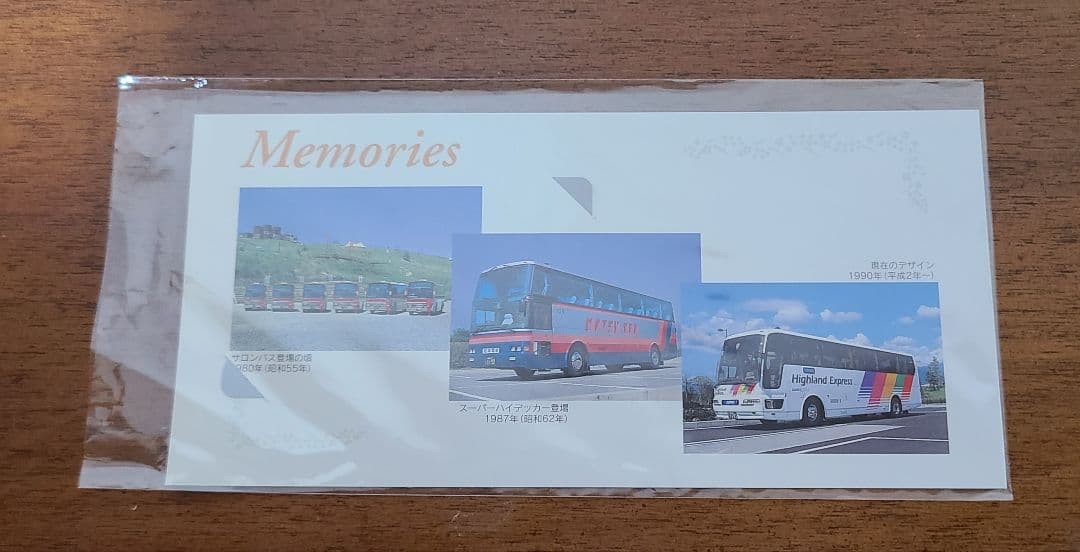 Memories
サロンバス登場の頃
1980年(昭和55年)
スーパーハイデッカー登場
1987年(昭和62年)
現在のデザイン
1990年(平成2年〜)
Highland Express